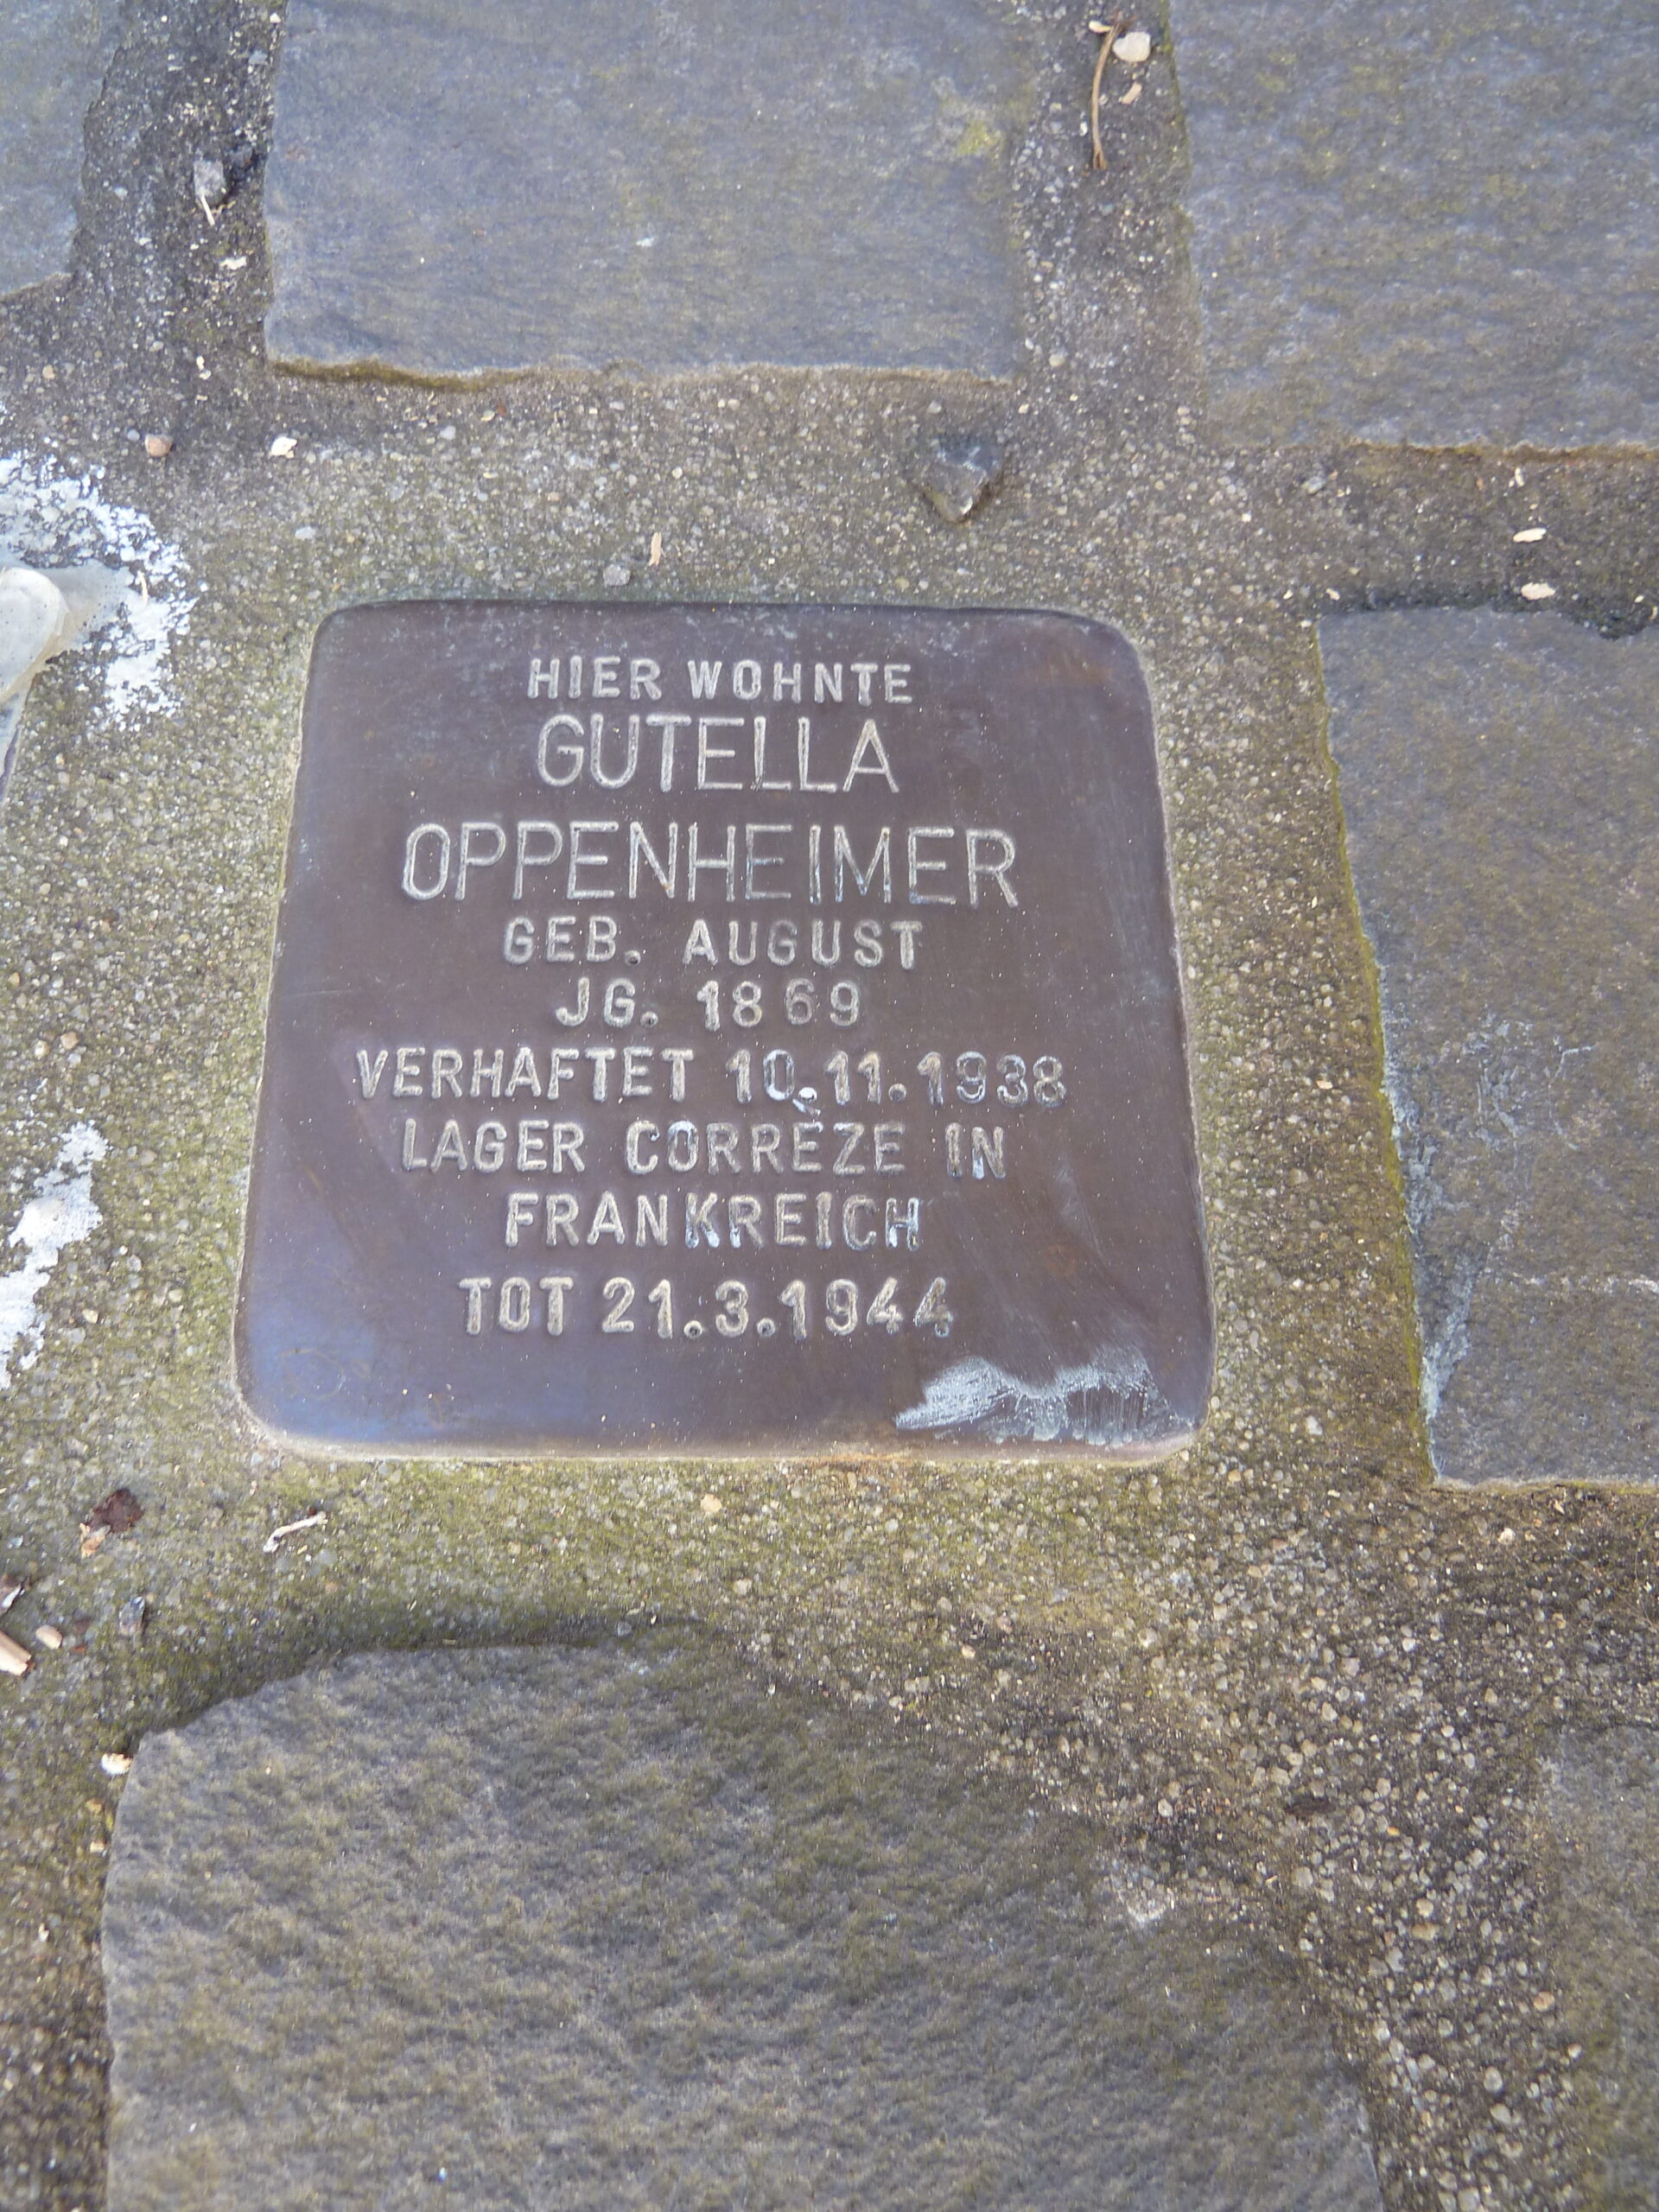 HIER WOHNTE
GUTELLA
OPPENHEIMER
GEB. AUGUST
JG. 1869
VERHAFTET 10.11.1938
LAGER CORRÈZE IN
FRANKREICH
TOT 21.3.1944